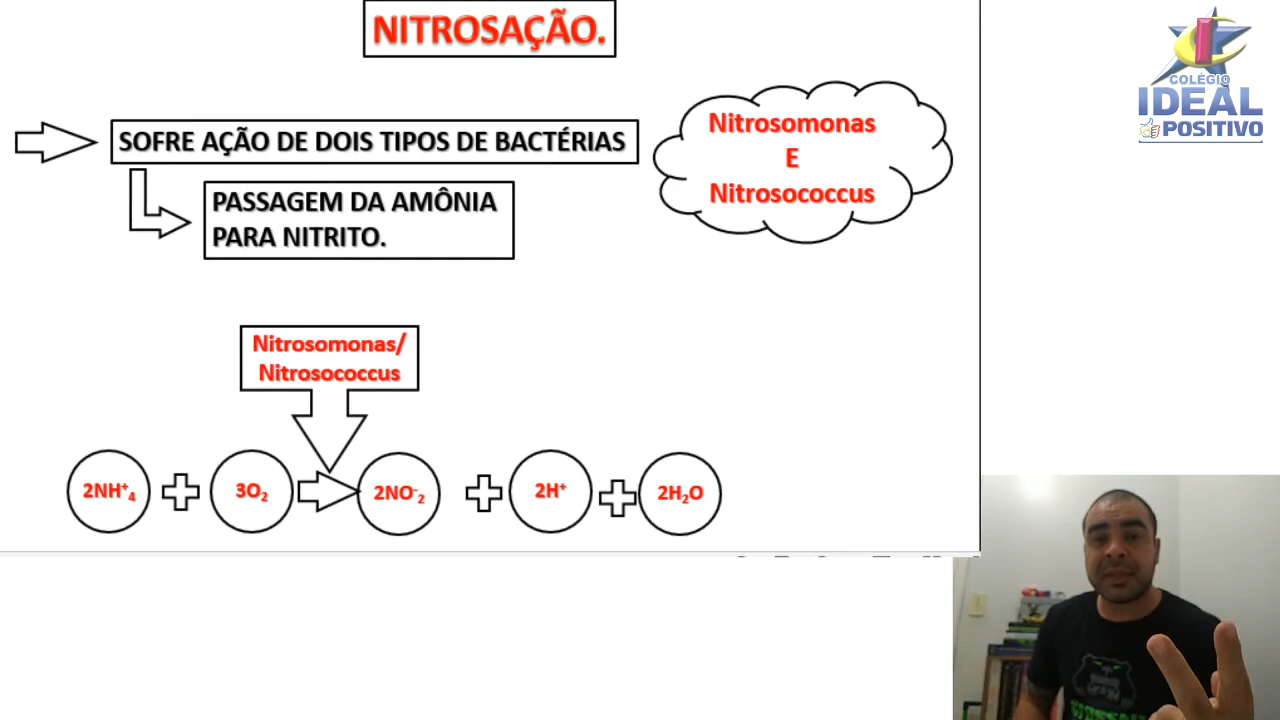 NITROSAÇÃO.
COLÉGIO
IDEAL
POSITIVO
SOFRE AÇÃO DE DOIS TIPOS DE BACTÉRIAS
Nitrosomonas
E
Nitrosococcus
PASSAGEM DA AMÔNIA
PARA NITRITO.
Nitrosomonas/
Nitrosococcus
2NH⁺₄ + 3O₂ → 2NO⁻₂ + 2H⁺ + 2H₂O